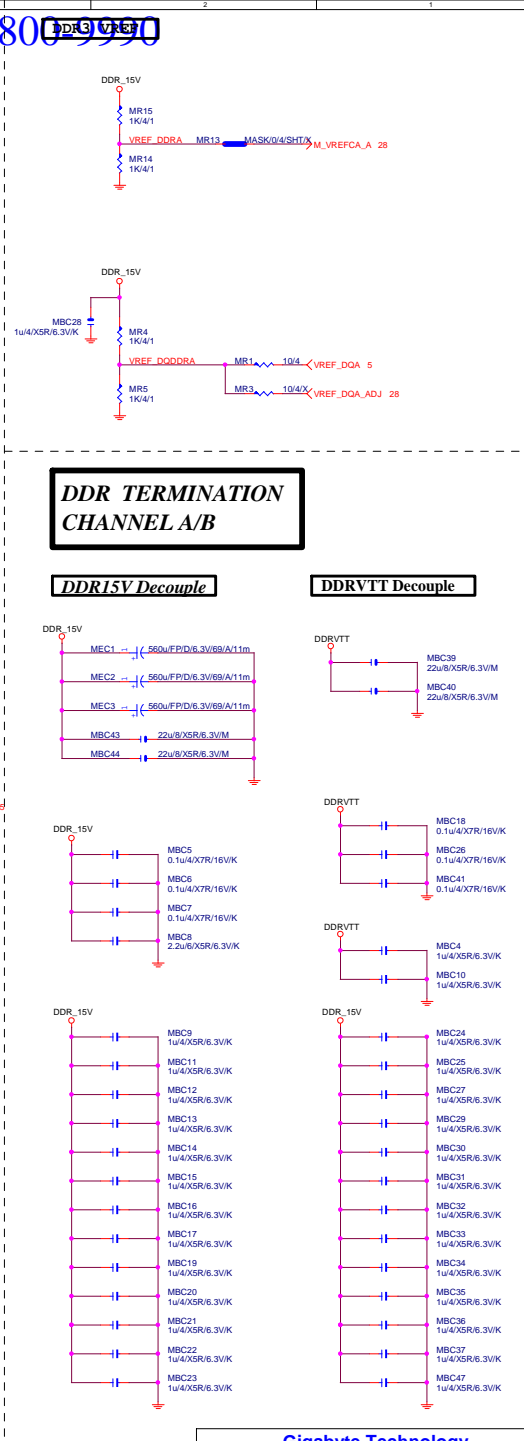 2
1
800-9990
DDR3 VREF
DDR_15V
MR15
1K/4/1
VREF_DDRA
MR13
MASK/0/4/SHT/X
M_VREFCA_A 28
MR14
1K/4/1
DDR_15V
MBC28
1u/4/X5R/6.3V/K
MR4
1K/4/1
VREF_DQDDRA
MR1
10/4
VREF_DQA 5
MR5
1K/4/1
MR3
10/4/X
VREF_DQA_ADJ 28
DDR TERMINATION
CHANNEL A/B
DDR15V Decouple
DDR_15V
MEC1
1
+
560u/FP/D/6.3V/69/A/11m
MEC2
1
+
560u/FP/D/6.3V/69/A/11m
MEC3
1
+
560u/FP/D/6.3V/69/A/11m
MBC43
22u/8/X5R/6.3V/M
MBC44
22u/8/X5R/6.3V/M
DDRVTT Decouple
DDRVTT
MBC39
22u/8/X5R/6.3V/M
MBC40
22u/8/X5R/6.3V/M
DDR_15V
MBC5
0.1u/4/X7R/16V/K
MBC6
0.1u/4/X7R/16V/K
MBC7
0.1u/4/X7R/16V/K
MBC8
2.2u/6/X5R/6.3V/K
DDRVTT
MBC18
0.1u/4/X7R/16V/K
MBC26
0.1u/4/X7R/16V/K
MBC41
0.1u/4/X7R/16V/K
DDRVTT
MBC4
1u/4/X5R/6.3V/K
MBC10
1u/4/X5R/6.3V/K
DDR_15V
MBC9
1u/4/X5R/6.3V/K
MBC11
1u/4/X5R/6.3V/K
MBC12
1u/4/X5R/6.3V/K
MBC13
1u/4/X5R/6.3V/K
MBC14
1u/4/X5R/6.3V/K
MBC15
1u/4/X5R/6.3V/K
MBC16
1u/4/X5R/6.3V/K
MBC17
1u/4/X5R/6.3V/K
MBC19
1u/4/X5R/6.3V/K
MBC20
1u/4/X5R/6.3V/K
MBC21
1u/4/X5R/6.3V/K
MBC22
1u/4/X5R/6.3V/K
MBC23
1u/4/X5R/6.3V/K
DDR_15V
MBC24
1u/4/X5R/6.3V/K
MBC25
1u/4/X5R/6.3V/K
MBC27
1u/4/X5R/6.3V/K
MBC29
1u/4/X5R/6.3V/K
MBC30
1u/4/X5R/6.3V/K
MBC31
1u/4/X5R/6.3V/K
MBC32
1u/4/X5R/6.3V/K
MBC33
1u/4/X5R/6.3V/K
MBC34
1u/4/X5R/6.3V/K
MBC35
1u/4/X5R/6.3V/K
MBC36
1u/4/X5R/6.3V/K
MBC37
1u/4/X5R/6.3V/K
MBC47
1u/4/X5R/6.3V/K
Gigabyte Technology